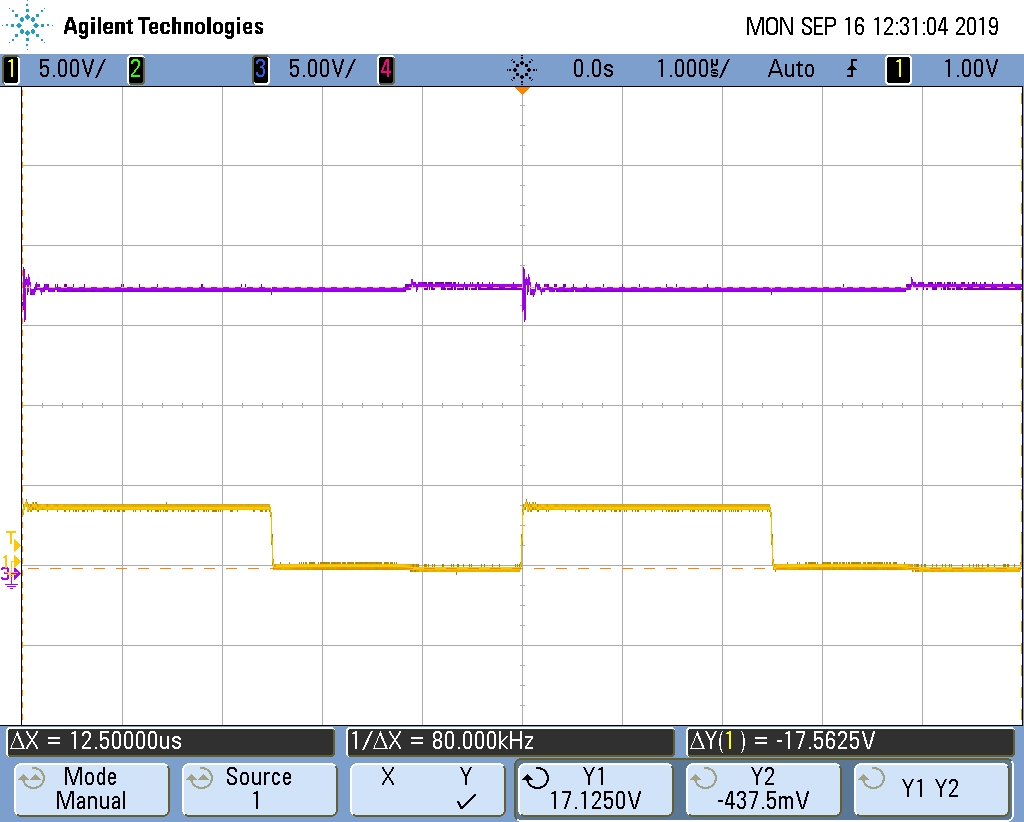 Agilent Technologies MON SEP 16 12:31:04 2019
1 5.00V/ 2 3 5.00V/ 4 0.0s 1.000µs/ Auto 1 1.00V
T
1
3
ΔX = 12.50000us 1/ΔX = 80.000kHz ΔY(1) = -17.5625V
Mode Source X Y Y1 Y2 Y1 Y2
Manual 1 17.1250V -437.5mV